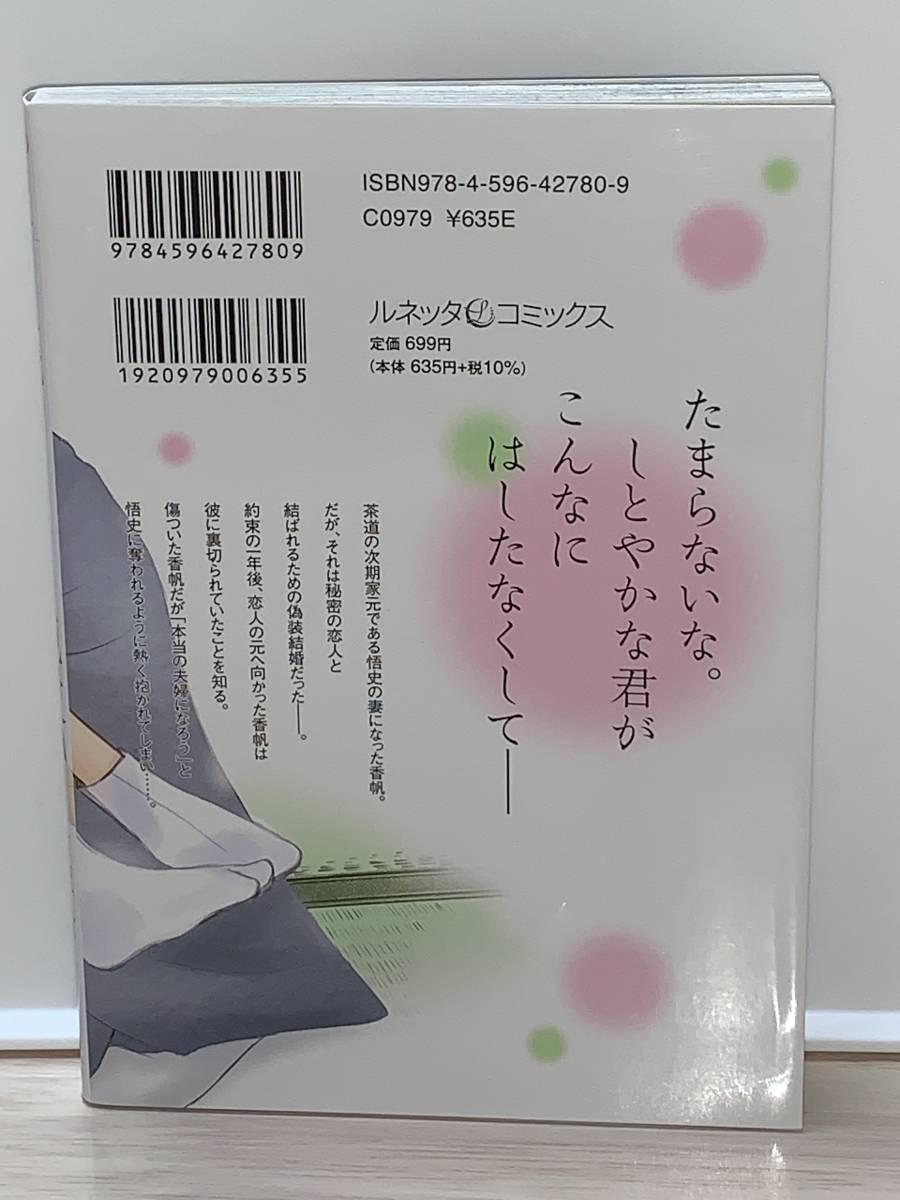 ISBN978-4-596-42780-9
C0979 ¥635E
9784596427809
ルネッタコミックス
定価 699円
(本体 635円+税10%)
1920979006355
たまらないな。
しとやかな君が
こんなに
はしたなくして——
茶道の次期家元である悟史の妻になった香帆。
だが、それは秘密の恋人と
結ばれるための偽装結婚だった——。
約束の一年後、恋人の元へ向かった香帆は
彼に裏切られていたことを知る。
傷ついた香帆だが「本当の夫婦になろう」と
悟史に奪われるように熱く抱かれてしまい……。